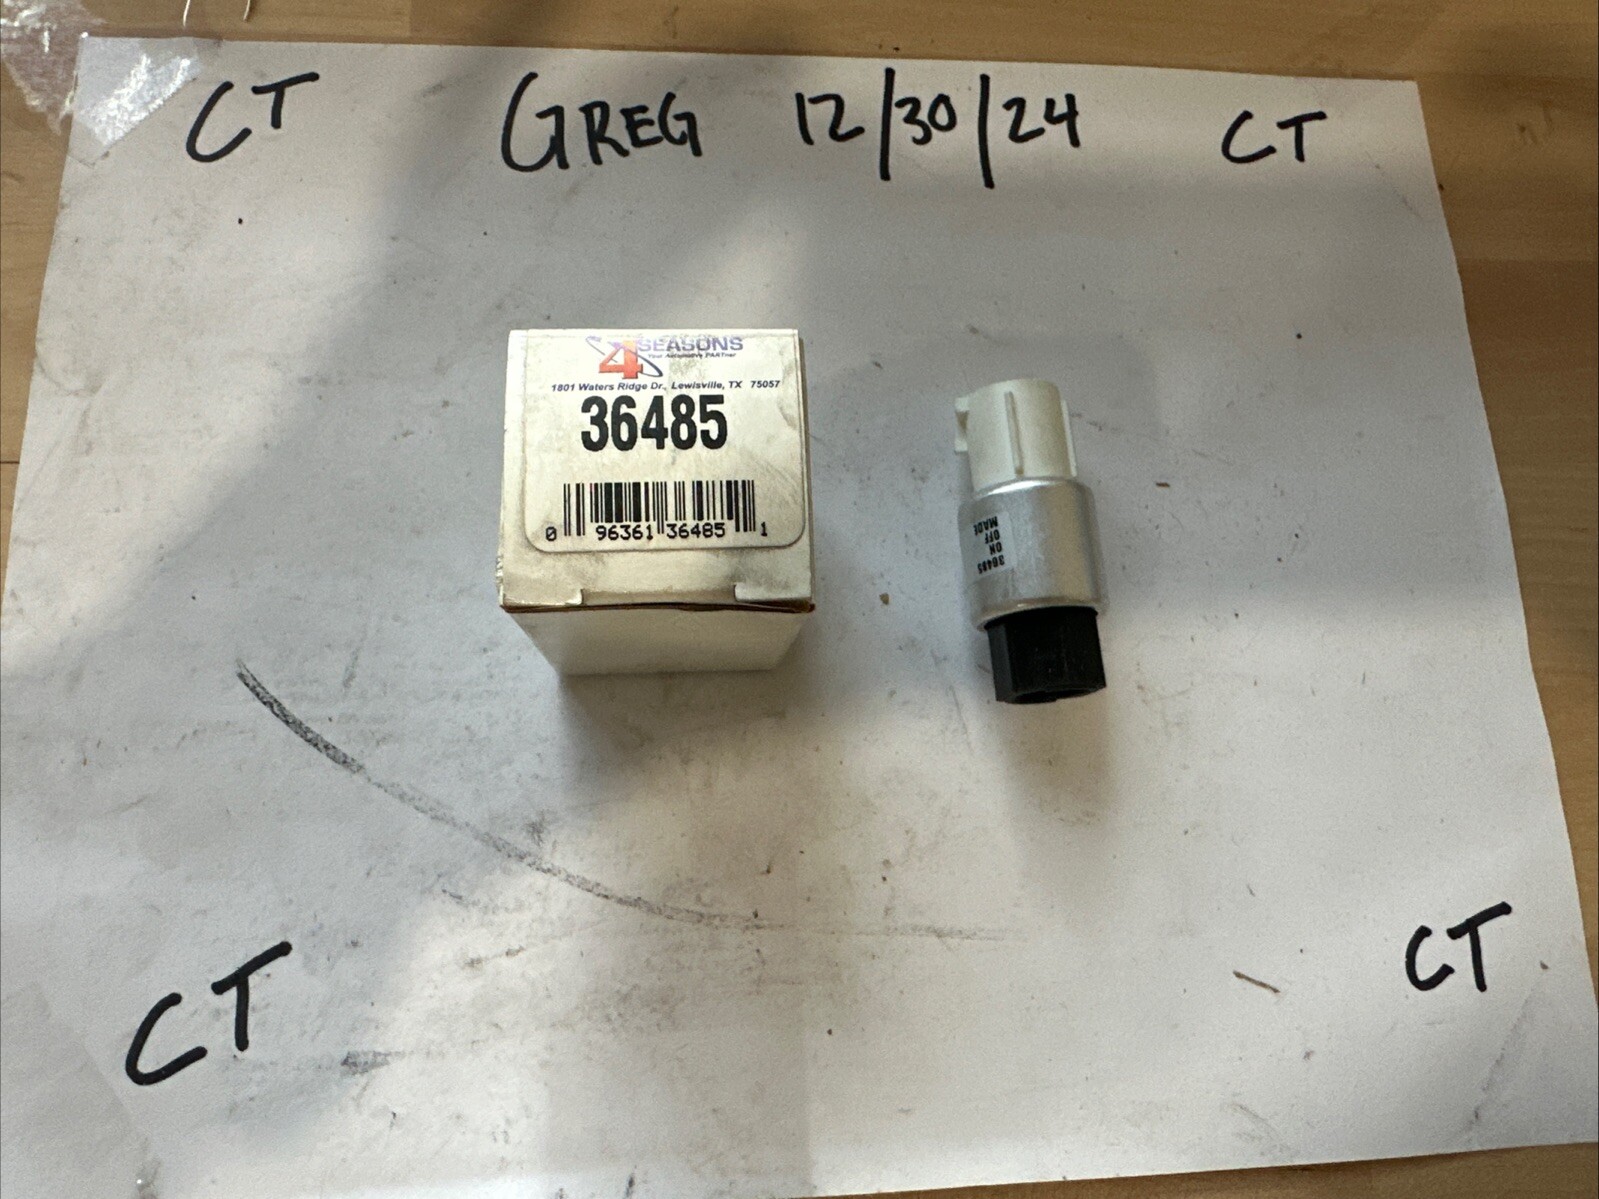 CT GREG 12/30/24 CT
4 SEASONS
Your Automotive PARTner
1801 Waters Ridge Dr., Lewisville, TX 75057
36485
0 96361 36485 1
36485
ON
OFF
MADE
CT
CT